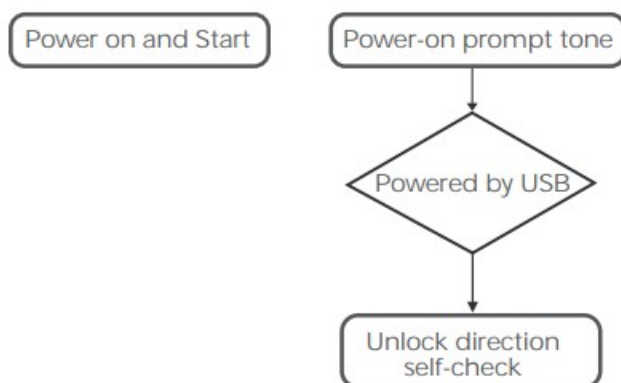 Power on and Start
Power-on prompt tone
Powered by USB
Unlock direction
self-check